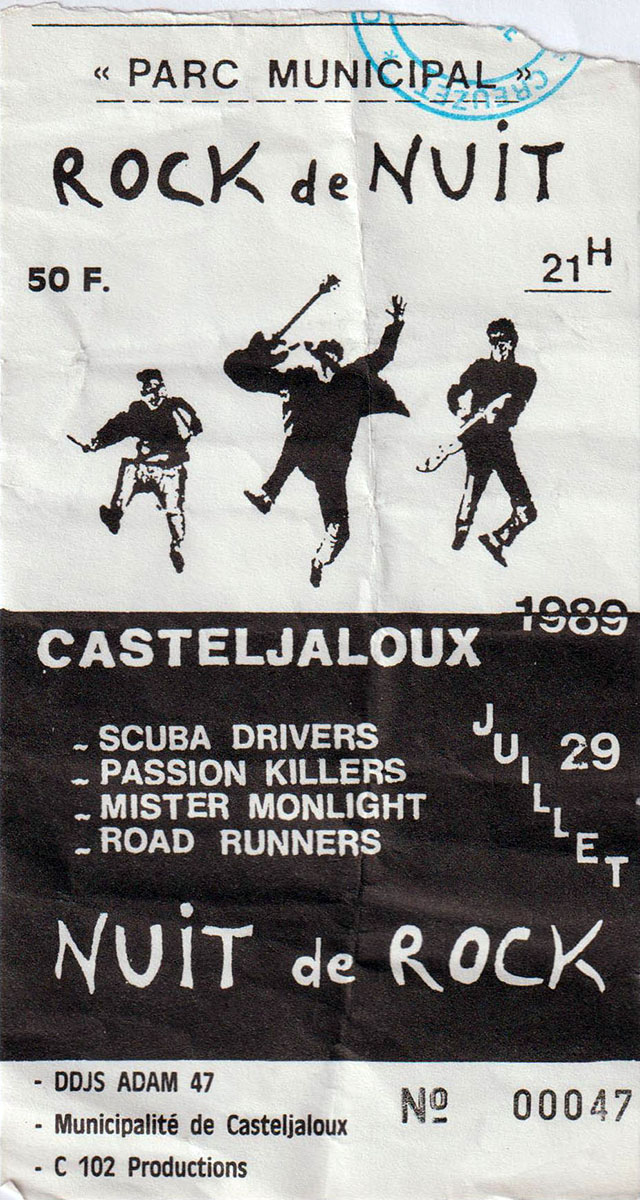 « PARC MUNICIPAL »
CREUZET
ROCK de NUiT
50 F.
21H
1989
CASTELJALOUX
JUILLET 29
~ SCUBA DRIVERS
~ PASSION KILLERS
~ MISTER MONLIGHT
~ ROAD RUNNERS
NUiT de ROCK
- DDJS ADAM 47
- Municipalité de Casteljaloux
- C 102 Productions
Nº 00047